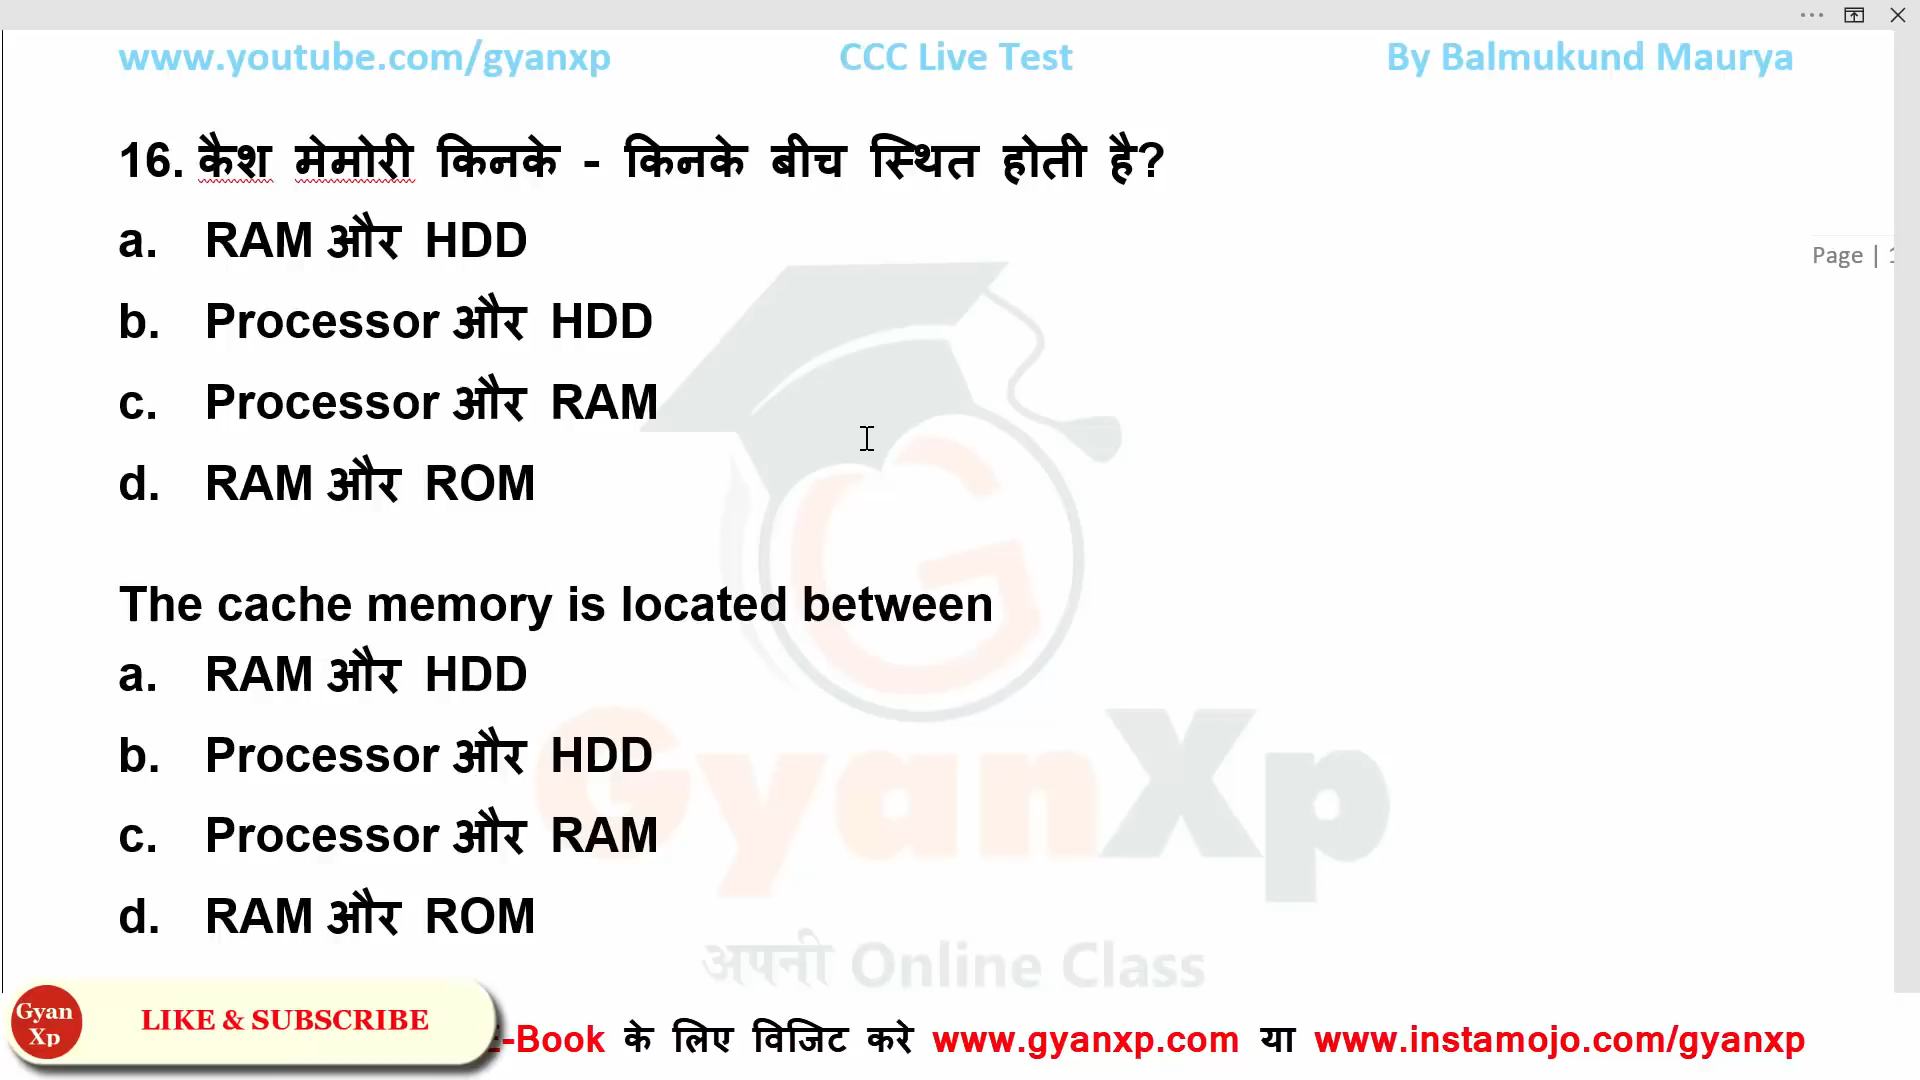 www.youtube.com/gyanxp CCC Live Test By Balmukund Maurya
16. कैश मेमोरी किनके - किनके बीच स्थित होती है?
a. RAM और HDD
Page |
b. Processor और HDD
c. Processor और RAM
d. RAM और ROM
The cache memory is located between
a. RAM और HDD
b. Processor और HDD
c. Processor और RAM
d. RAM और ROM
GyanXp
अपनी Online Class
Gyan
Xp
LIKE & SUBSCRIBE
E-Book के लिए विजिट करे www.gyanxp.com या www.instamojo.com/gyanxp